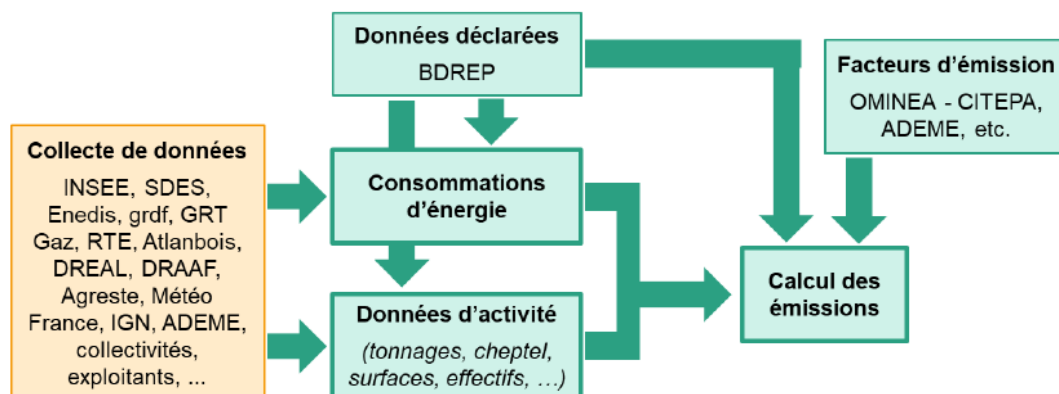 Données déclarées
BDREP
Facteurs d'émission
OMINEA - CITEPA,
ADEME, etc.
Collecte de données
INSEE, SDES,
Enedis, grdf, GRT
Gaz, RTE, Atlanbois,
DREAL, DRAAF,
Agreste, Météo
France, IGN, ADEME,
collectivités,
exploitants, ...
Consommations
d'énergie
Données d'activité
(tonnages, cheptel,
surfaces, effectifs, …)
Calcul des
émissions